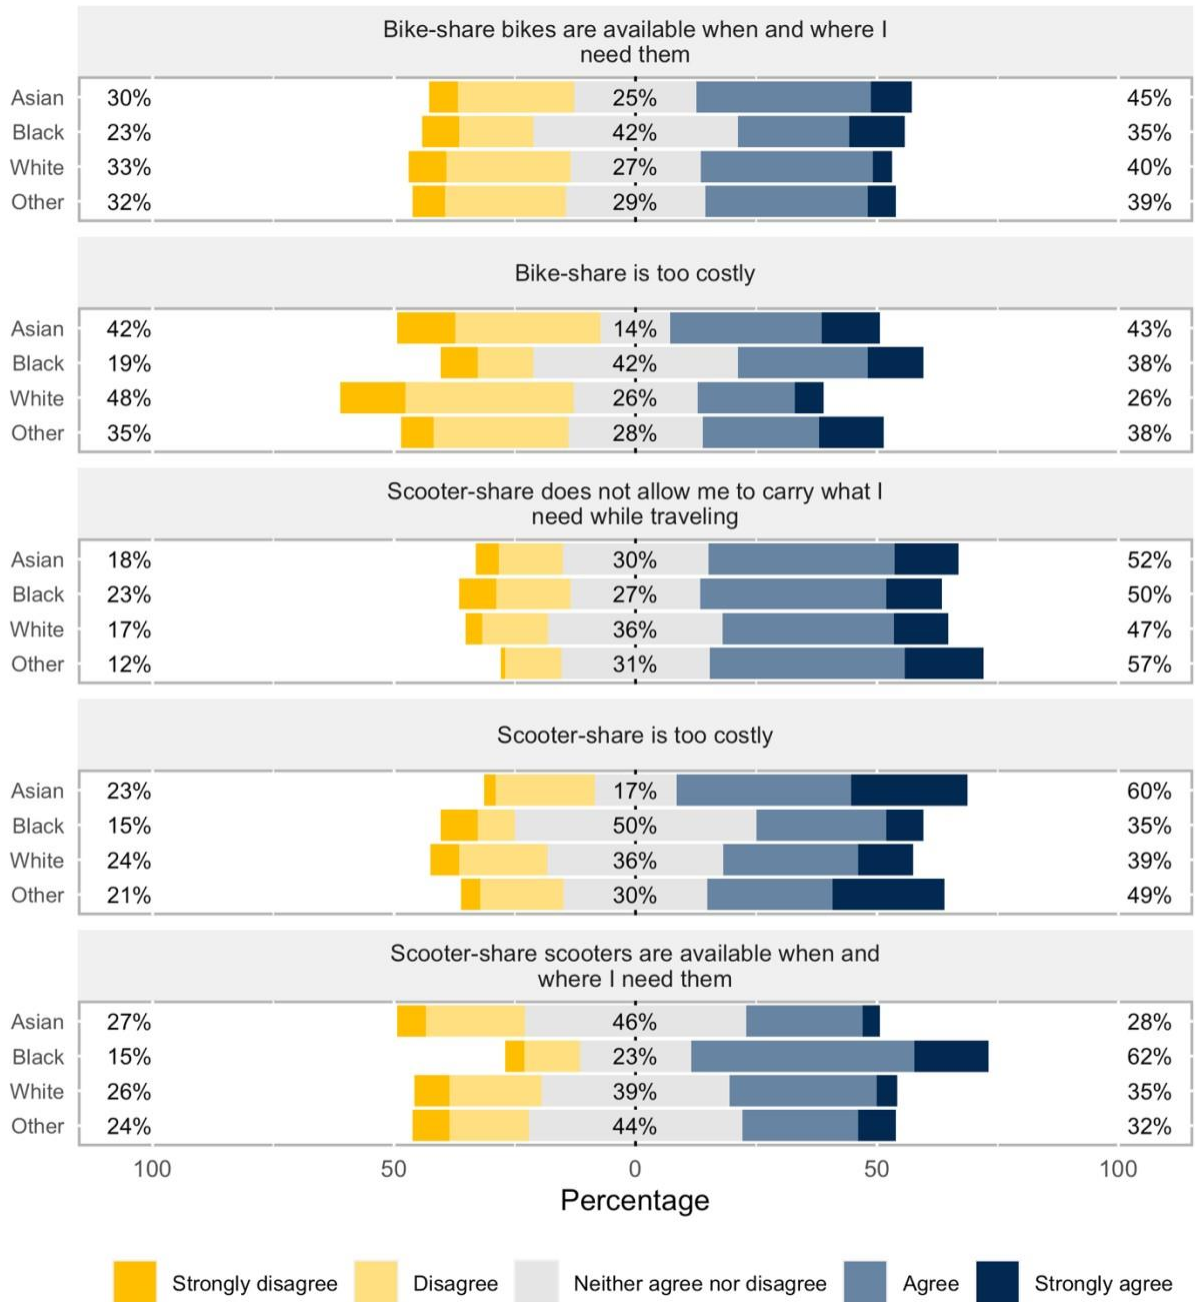 Bike-share bikes are available when and where I
need them
Asian 30% 25% 45%
Black 23% 42% 35%
White 33% 27% 40%
Other 32% 29% 39%
Bike-share is too costly
Asian 42% 14% 43%
Black 19% 42% 38%
White 48% 26% 26%
Other 35% 28% 38%
Scooter-share does not allow me to carry what I
need while traveling
Asian 18% 30% 52%
Black 23% 27% 50%
White 17% 36% 47%
Other 12% 31% 57%
Scooter-share is too costly
Asian 23% 17% 60%
Black 15% 50% 35%
White 24% 36% 39%
Other 21% 30% 49%
Scooter-share scooters are available when and
where I need them
Asian 27% 46% 28%
Black 15% 23% 62%
White 26% 39% 35%
Other 24% 44% 32%
100 50 0 50 100
Percentage
Strongly disagree Disagree Neither agree nor disagree Agree Strongly agree